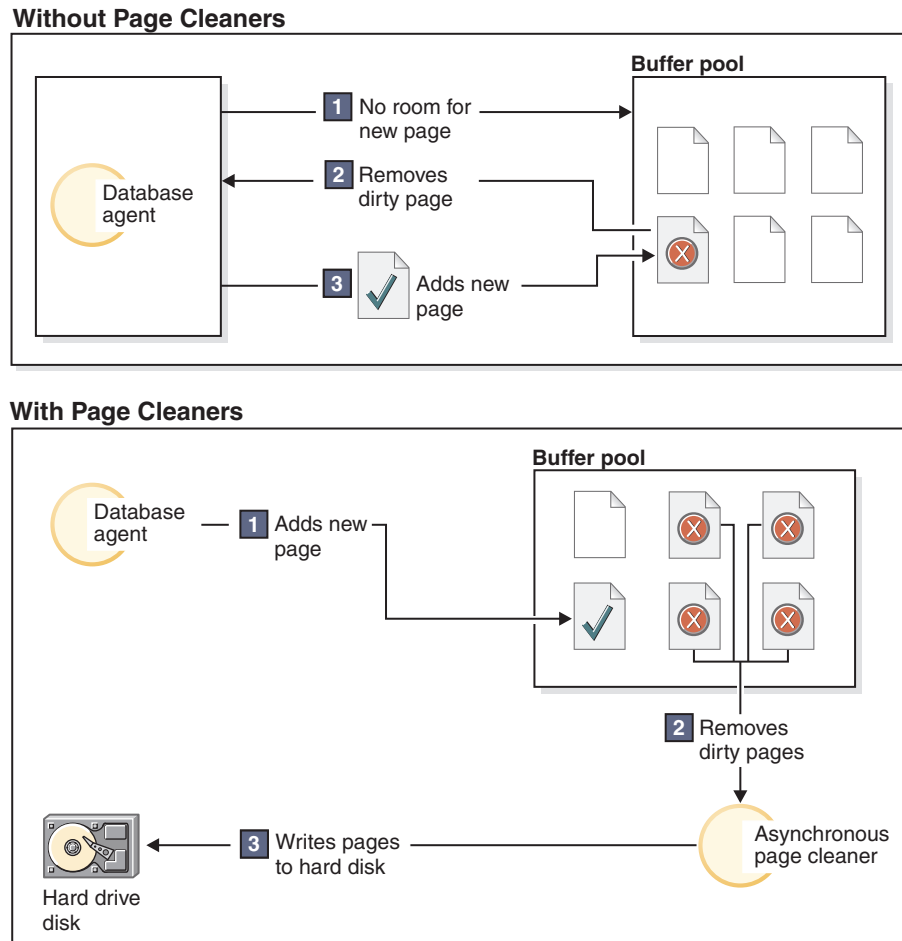 Without Page Cleaners
Buffer pool
1 No room for
new page
2 Removes
dirty page
Database
agent
3 Adds new
page
With Page Cleaners
Buffer pool
Database
agent
1 Adds new
page
2 Removes
dirty pages
3 Writes pages
to hard disk
Asynchronous
page cleaner
Hard drive
disk